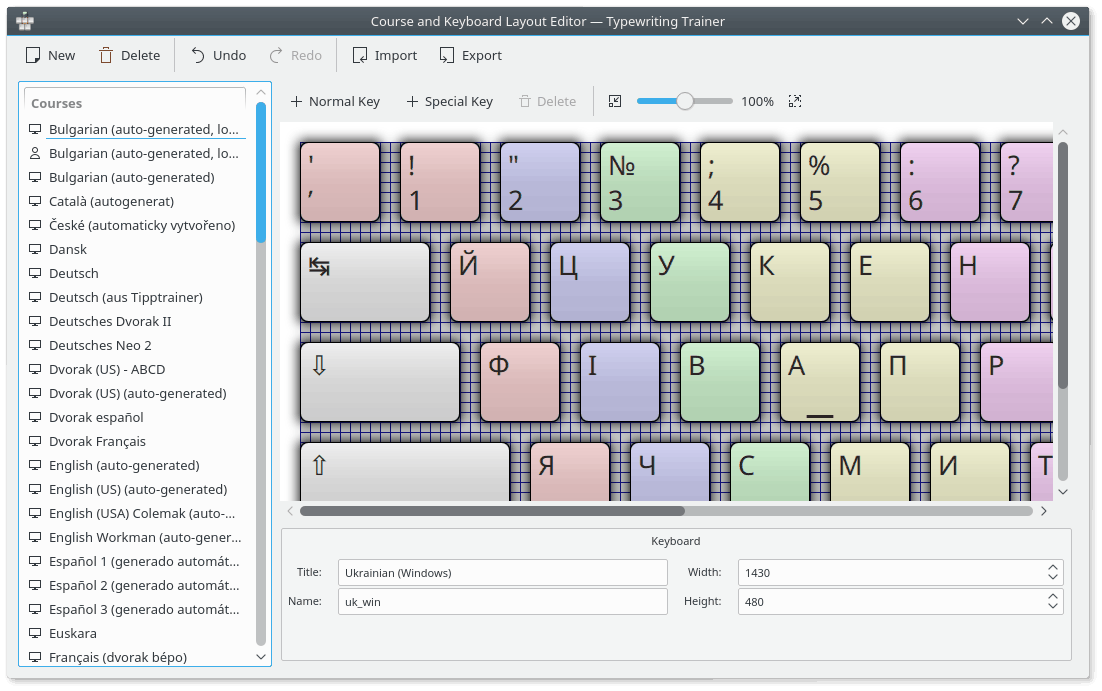 Course and Keyboard Layout Editor — Typewriting Trainer
New Delete Undo Redo Import Export
Courses
Bulgarian (auto-generated, lo...
Bulgarian (auto-generated, lo...
Bulgarian (auto-generated)
Català (autogenerat)
České (automaticky vytvořeno)
Dansk
Deutsch
Deutsch (aus Tipptrainer)
Deutsches Dvorak II
Deutsches Neo 2
Dvorak (US) - ABCD
Dvorak (US) (auto-generated)
Dvorak español
Dvorak Français
English (auto-generated)
English (US) (auto-generated)
English (USA) Colemak (auto-...
English Workman (auto-gener...
Español 1 (generado automát...
Español 2 (generado automát...
Español 3 (generado automát...
Euskara
Français (dvorak bépo)
Normal Key Special Key Delete 100%
' ! " № ; % : ?
’ 1 2 3 4 5 6 7
↹ Й Ц У К Е Н
⇩ Ф І В А П Р
⇧ Я Ч С М И Т
Keyboard
Title: Ukrainian (Windows) Width: 1430
Name: uk_win Height: 480